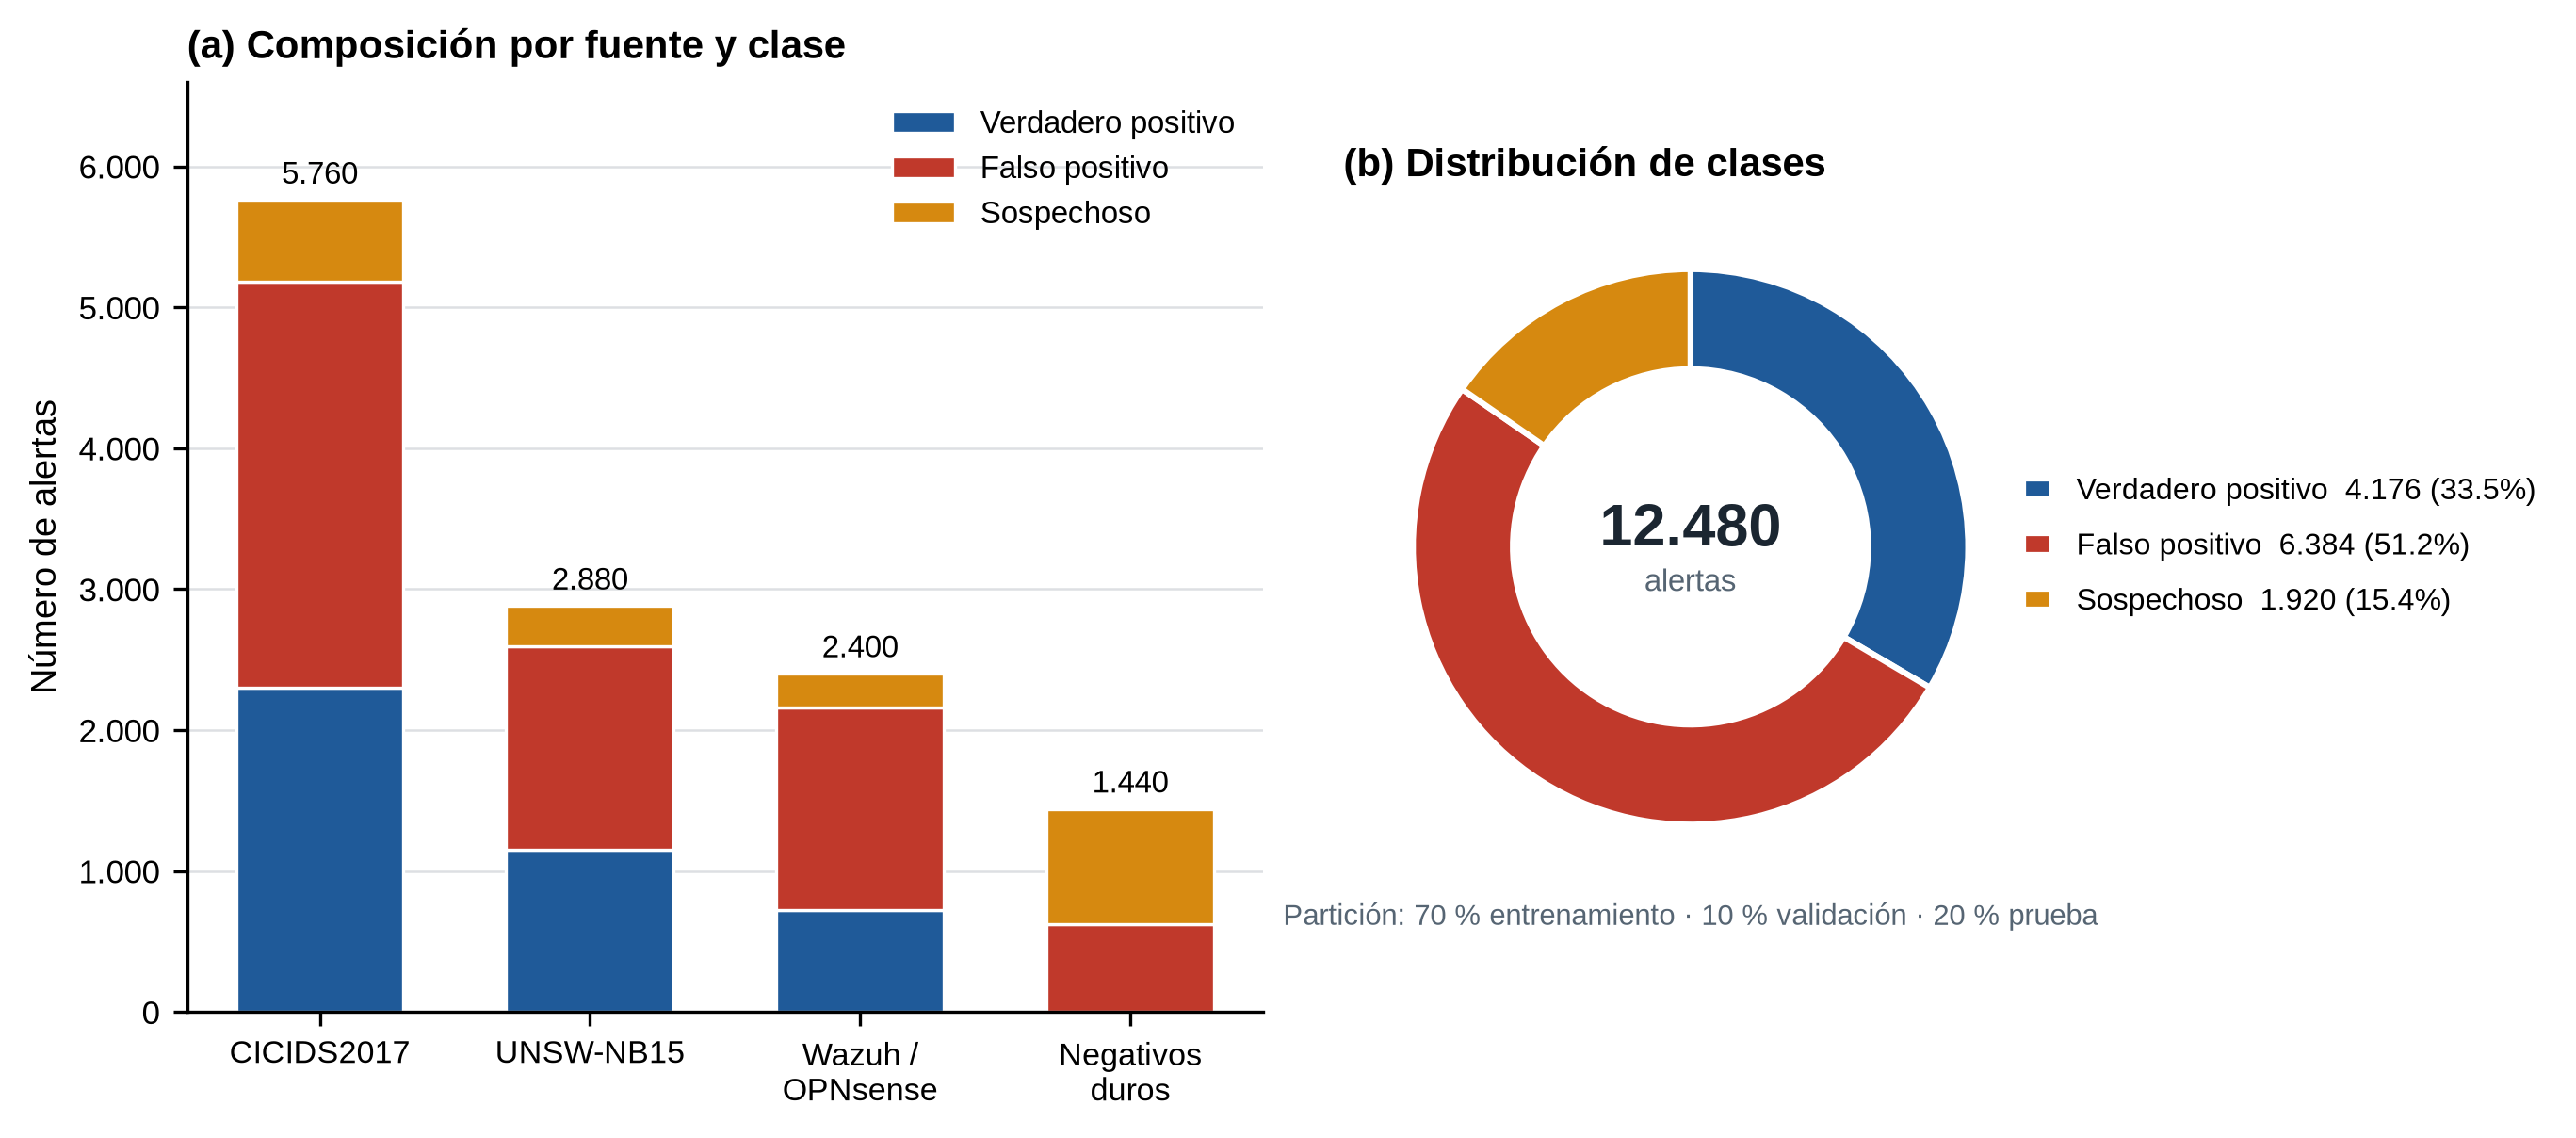 (a) Composición por fuente y clase
Verdadero positivo
Falso positivo
Sospechoso
Número de alertas
6.000
5.000
4.000
3.000
2.000
1.000
0
5.760
2.880
2.400
1.440
CICIDS2017
UNSW-NB15
Wazuh /
OPNsense
Negativos
duros
(b) Distribución de clases
12.480
alertas
Verdadero positivo 4.176 (33.5%)
Falso positivo 6.384 (51.2%)
Sospechoso 1.920 (15.4%)
Partición: 70 % entrenamiento · 10 % validación · 20 % prueba